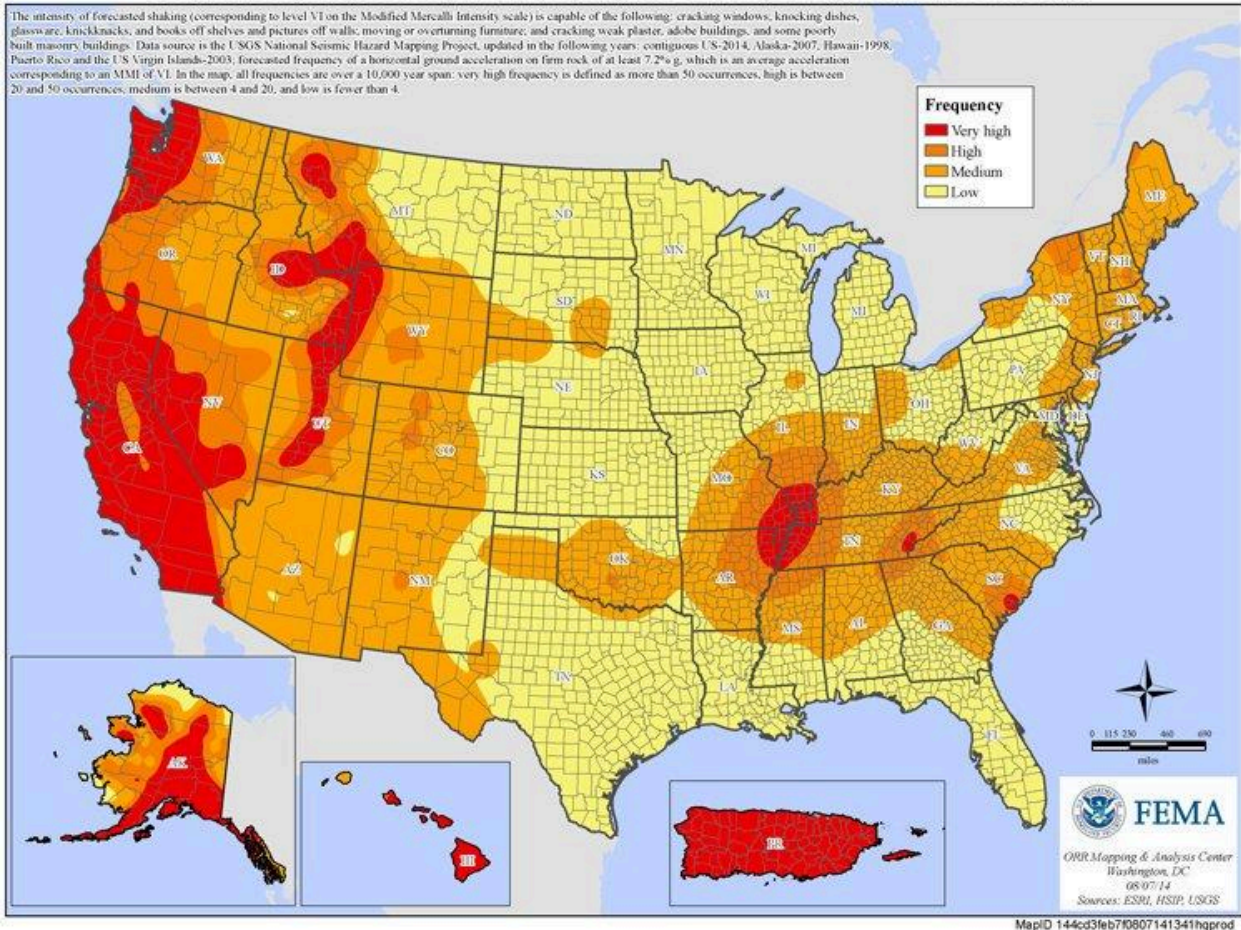 The intensity of forecasted shaking (corresponding to level VI on the Modified Mercalli Intensity scale) is capable of the following: cracking windows, knocking dishes,
glassware, knickknacks, and books off shelves and pictures off walls; moving or overturning furniture; and cracking weak plaster, adobe buildings, and some poorly
built masonry buildings. Data source is the USGS National Seismic Hazard Mapping Project, updated in the following years: contiguous US-2014, Alaska-2007, Hawaii-1998,
Puerto Rico and the US Virgin Islands-2003; forecasted frequency of a horizontal ground acceleration on firm rock of at least 7.2% g, which is an average acceleration
corresponding to an MMI of VI. In the map, all frequencies are over a 10,000 year span: very high frequency is defined as more than 50 occurrences, high is between
20 and 50 occurrences, medium is between 4 and 20, and low is fewer than 4.
Frequency
Very high
High
Medium
Low
WA
MT
ND
MN
MI
ME
OR
ID
SD
WI
MI
VT
NH
NY
MA
CT
RI
WY
IA
PA
NJ
NE
NV
UT
CO
IL
IN
OH
MD
DE
CA
KS
MO
WV
VA
KY
NC
AZ
NM
OK
AR
TN
SC
MS
AL
GA
TX
LA
FL
AK
HI
PR
0 115 230 460 690
miles
FEMA
ORR Mapping & Analysis Center
Washington, DC
08/07/14
Sources: ESRI, HSIP, USGS
MapID 144cd3feb7f0807141341hqprod